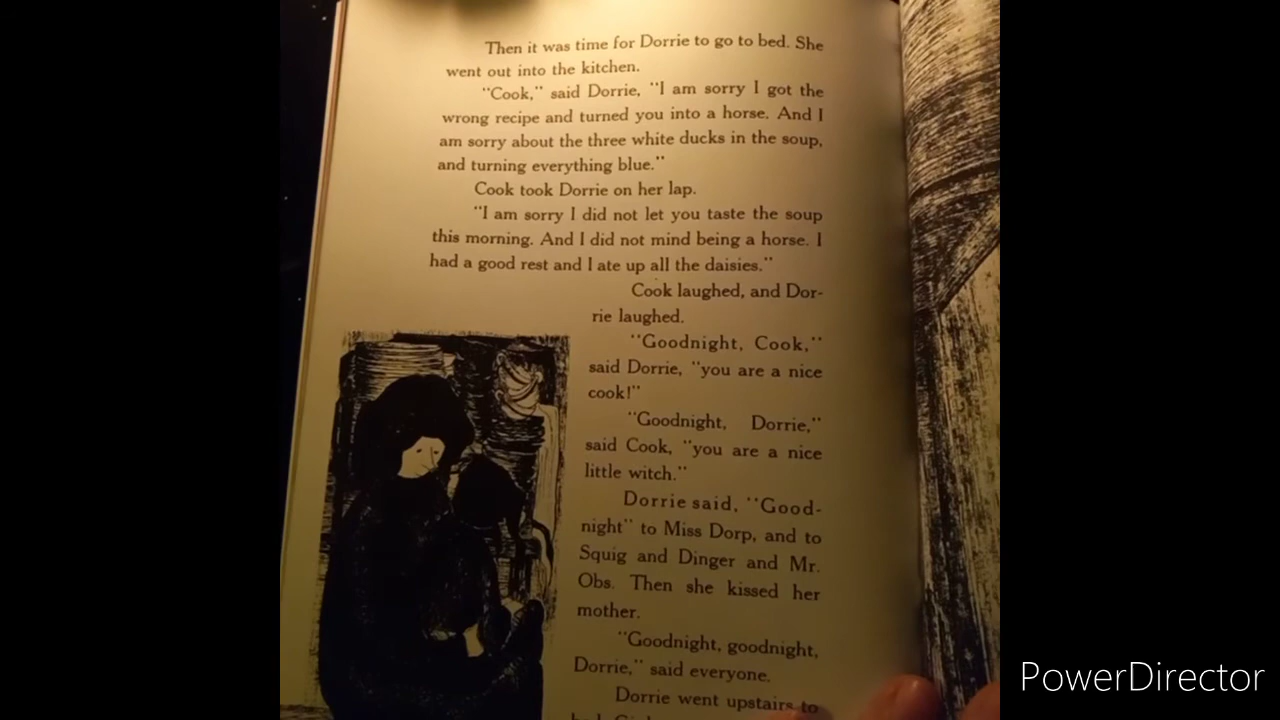 Then it was time for Dorrie to go to bed. She
went out into the kitchen.
"Cook," said Dorrie, "I am sorry I got the
wrong recipe and turned you into a horse. And I
am sorry about the three white ducks in the soup,
and turning everything blue."
Cook took Dorrie on her lap.
"I am sorry I did not let you taste the soup
this morning. And I did not mind being a horse. I
had a good rest and I ate up all the daisies."
Cook laughed, and Dor-
rie laughed.
"Goodnight, Cook,"
said Dorrie, "you are a nice
cook!"
"Goodnight, Dorrie,"
said Cook, "you are a nice
little witch."
Dorrie said, "Good-
night" to Miss Dorp, and to
Squig and Dinger and Mr.
Obs. Then she kissed her
mother.
"Goodnight, goodnight,
Dorrie," said everyone.
Dorrie went upstairs to
PowerDirector